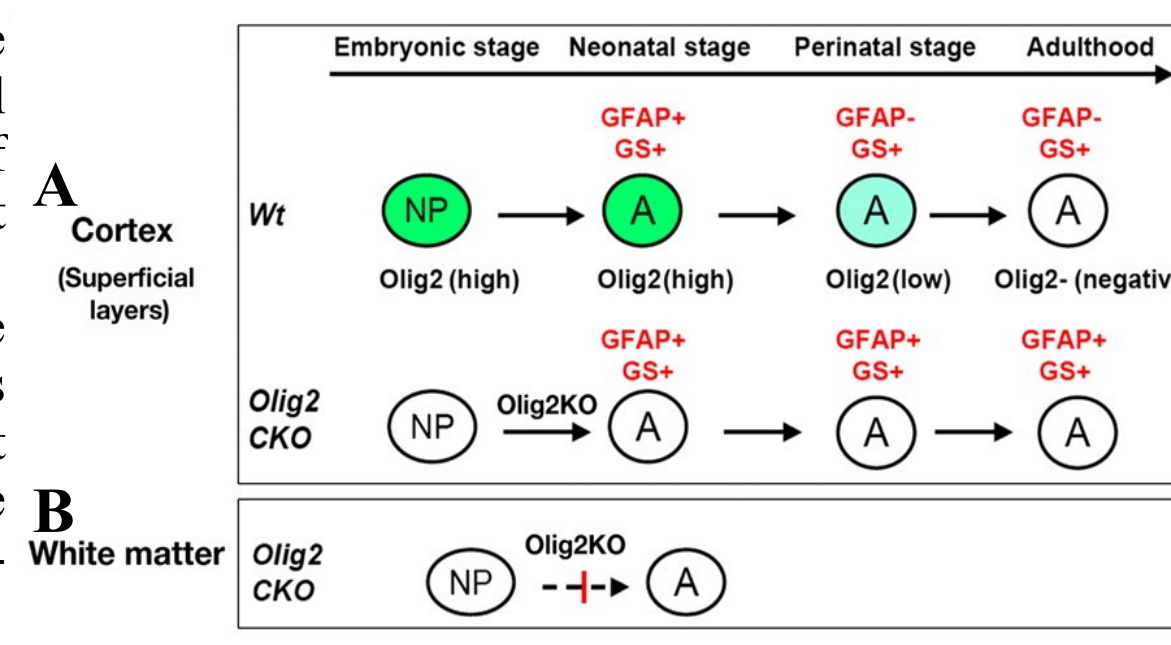 Embryonic stage Neonatal stage Perinatal stage Adulthood
GFAP+ GFAP- GFAP-
GS+ GS+ GS+
A
Cortex
(Superficial
layers)
Wt NP A A A
Olig2 (high) Olig2(high) Olig2(low) Olig2- (negativ
GFAP+ GFAP+ GFAP+
GS+ GS+ GS+
Olig2
CKO
NP Olig2KO A A A
B
White matter
Olig2
CKO
NP Olig2KO A